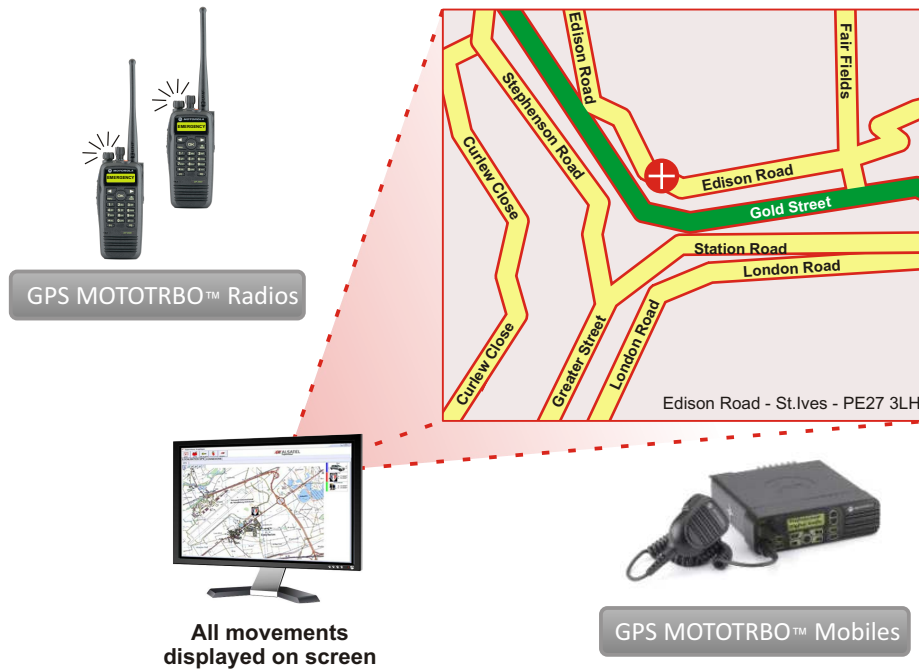 MOTOROLA
EMERGENCY
MOTOROLA
EMERGENCY
GPS MOTOTRBO™ Radios
Edison Road
Fair Fields
Stephenson Road
Curlew Close
Edison Road
Gold Street
Station Road
London Road
Curlew Close
Greater Street
London Road
Edison Road - St.Ives - PE27 3LH
All movements
displayed on screen
GPS MOTOTRBO™ Mobiles